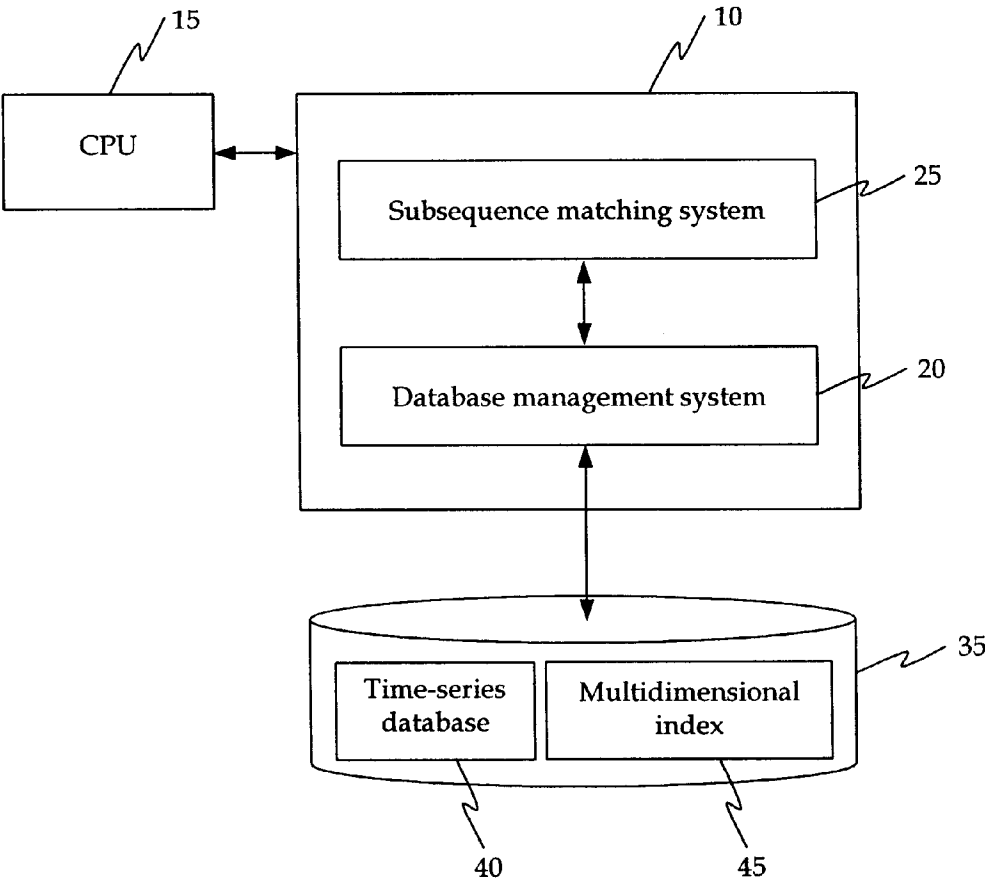 15
10
CPU
25
Subsequence matching system
20
Database management system
35
Time-series
database
Multidimensional
index
40
45